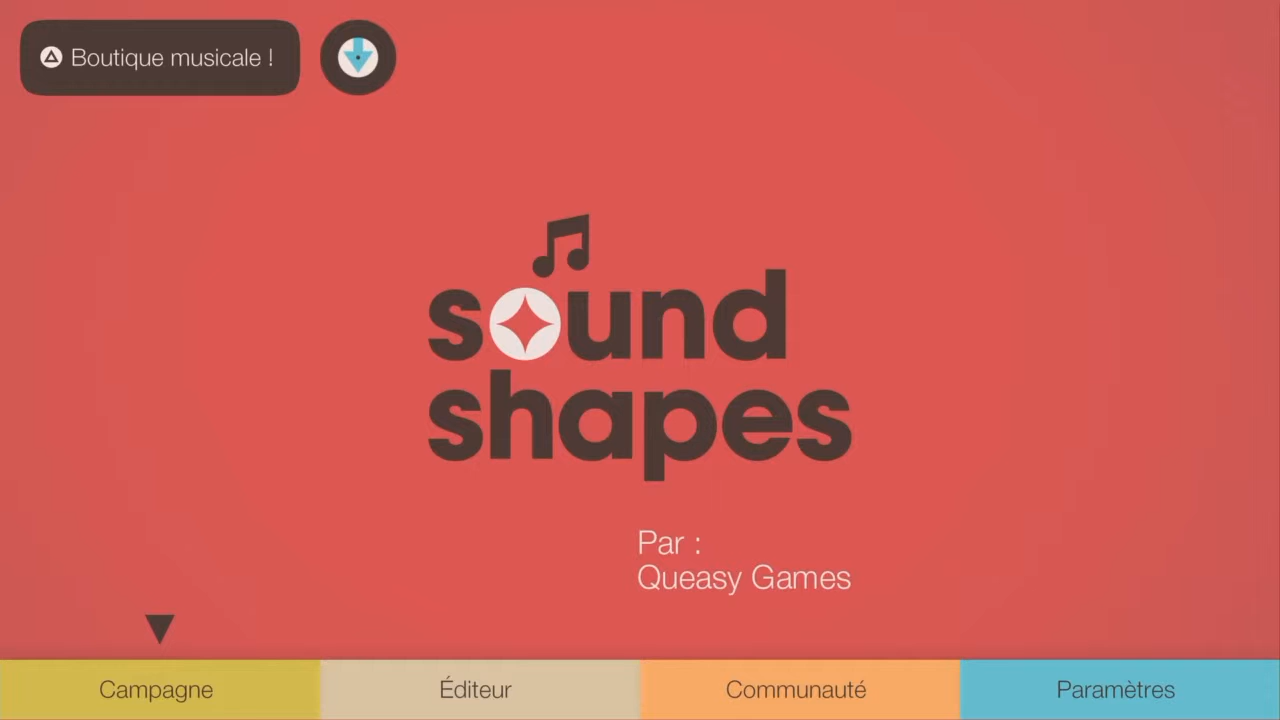 Boutique musicale !
sound
shapes
Par :
Queasy Games
Campagne
Éditeur
Communauté
Paramètres